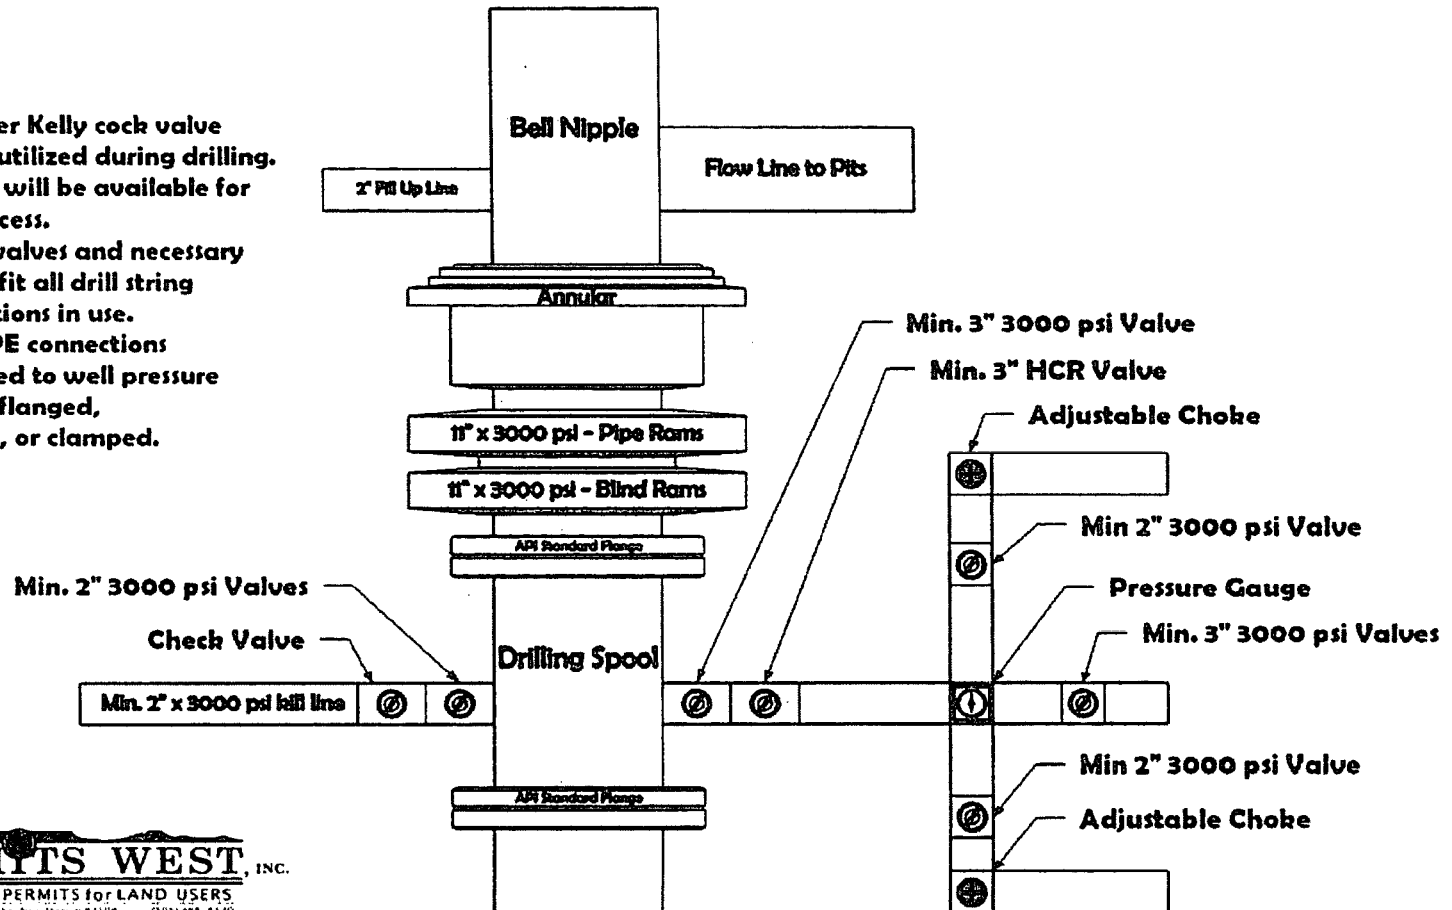 er Kelly cock valve
utilized during drilling.
will be available for
cess.
valves and necessary
fit all drill string
tions in use.
PE connections
ed to well pressure
flanged,
, or clamped.
Bell Nipple
2" Fill Up Line
Flow Line to Pits
Annular
11" x 3000 psi - Pipe Rams
11" x 3000 psi - Blind Rams
API Standard Flange
Min. 3" 3000 psi Valve
Min. 3" HCR Valve
Adjustable Choke
Min 2" 3000 psi Valve
Pressure Gauge
Min. 3" 3000 psi Valves
Min. 2" 3000 psi Valves
Check Valve
Drilling Spool
Min. 2" x 3000 psi kill line
Min 2" 3000 psi Valve
Adjustable Choke
API Standard Flange
ITS WEST, INC.
PERMITS for LAND USERS